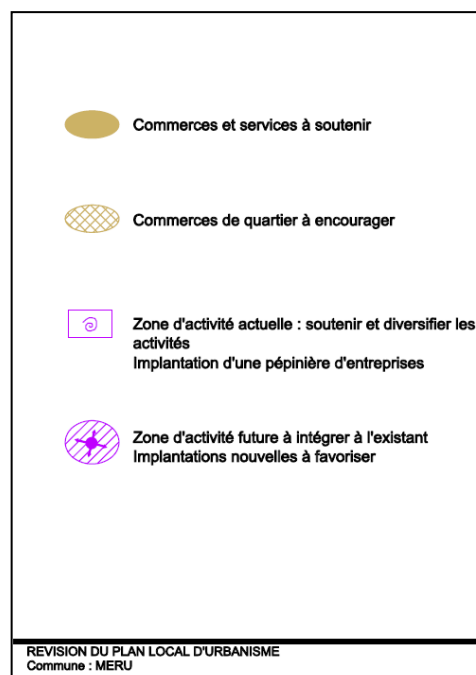 Commerces et services à soutenir
Commerces de quartier à encourager
Zone d'activité actuelle : soutenir et diversifier les
activités
Implantation d'une pépinière d'entreprises
Zone d'activité future à intégrer à l'existant
Implantations nouvelles à favoriser
REVISION DU PLAN LOCAL D'URBANISME
Commune : MERU